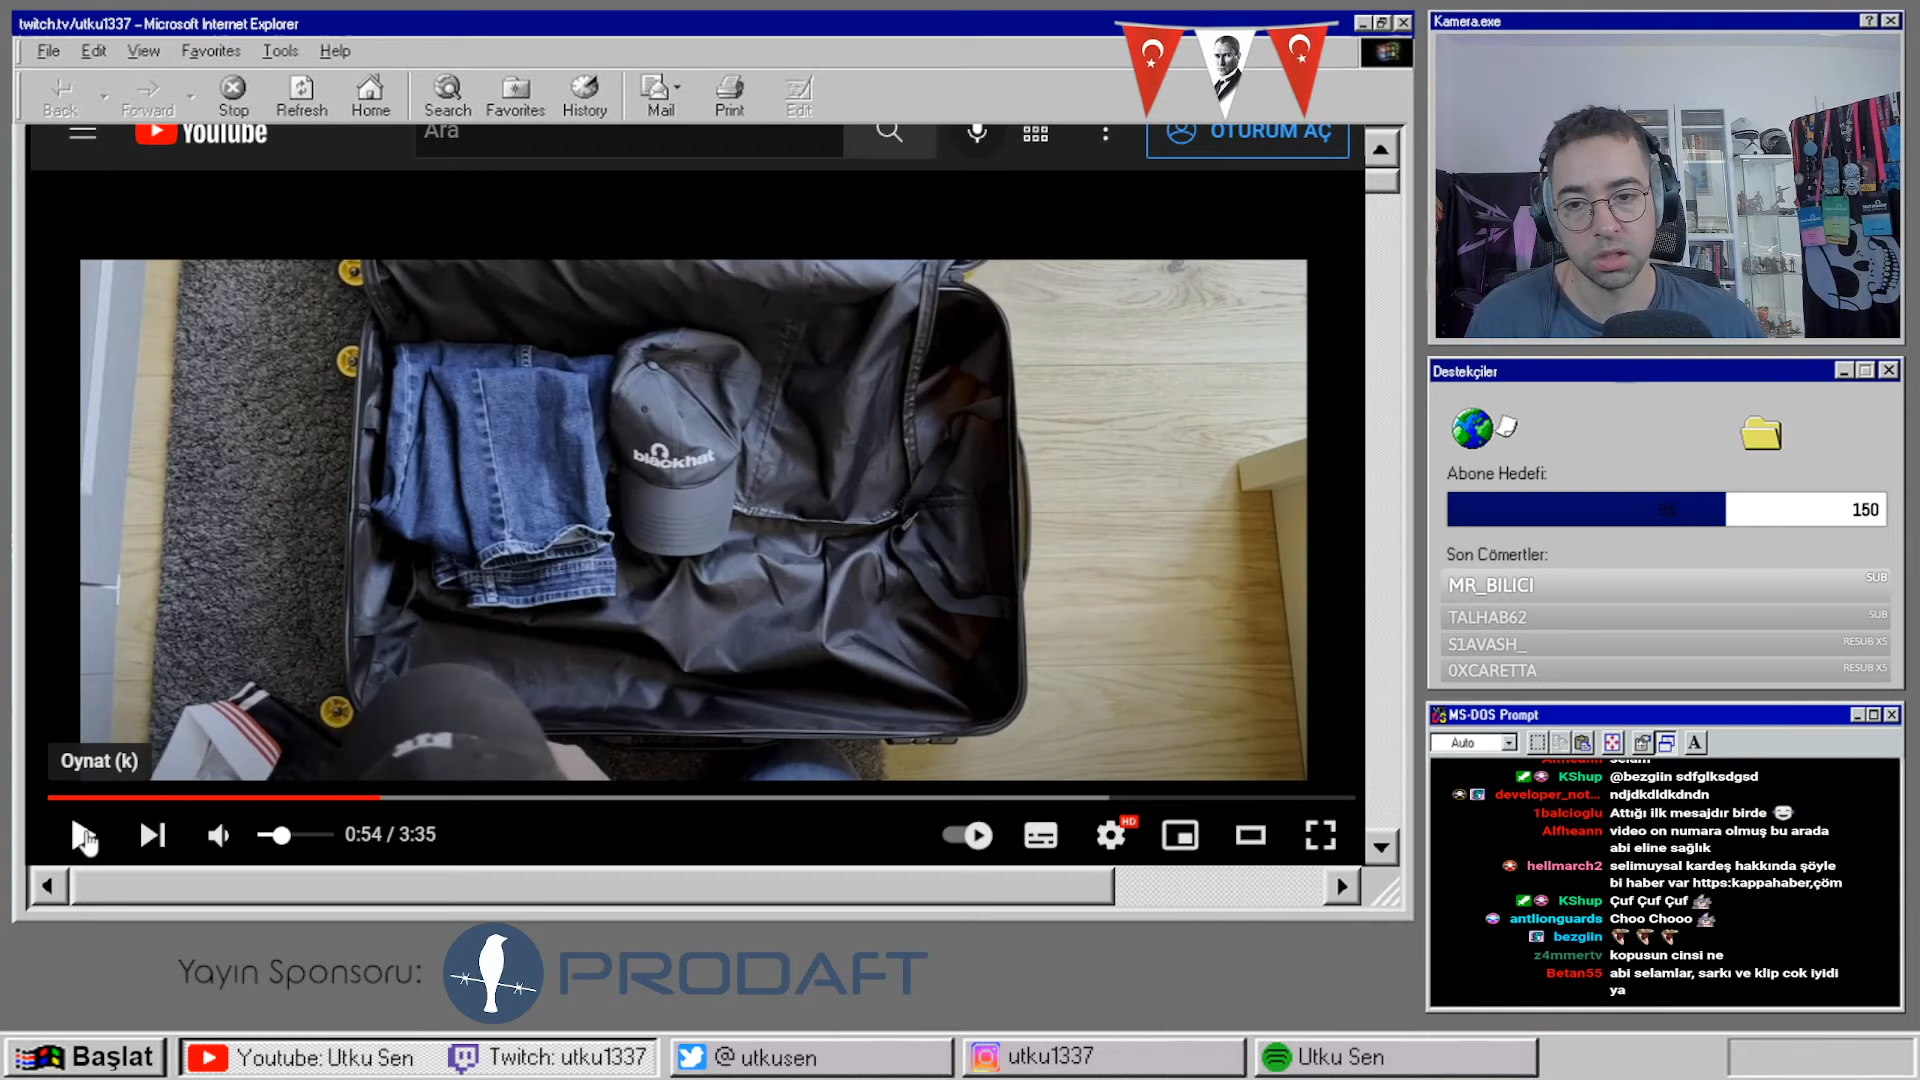 twitch.tv/utku1337 – Microsoft Internet Explorer
File Edit View Favorites Tools Help
Back Forward Stop Refresh Home Search Favorites History Mail Print Edit
YouTube
Ara
OTURUM AÇ
blackhat
Oynat (k)
0:54 / 3:35
HD
Yayın Sponsoru: PRODAFT
Kamera.exe
Destekçiler
Abone Hedefi:
150
Son Cömertler:
MR_BILICI SUB
TALHAB62 SUB
S1AVASH_ RESUB X5
0XCARETTA RESUB X5
MS-DOS Prompt
Auto
A
KShup @bezgiin sdfglksdgsd
developer_not... ndjdkdldkdndn
1balcioglu Attığı ilk mesajdır birde
Alfheann video on numara olmuş bu arada
abi eline sağlık
hellmarch2 selimuysal kardeş hakkında şöyle
bi haber var https:kappahaber,çöm
KShup Çuf Çuf Çuf
antlionguards Choo Chooo
bezgiin
z4mmertv kopusun cinsi ne
Betan55 abi selamlar, sarkı ve klip cok iyidi
ya
Başlat
Youtube: Utku Sen
Twitch: utku1337
@utkusen
utku1337
Utku Sen